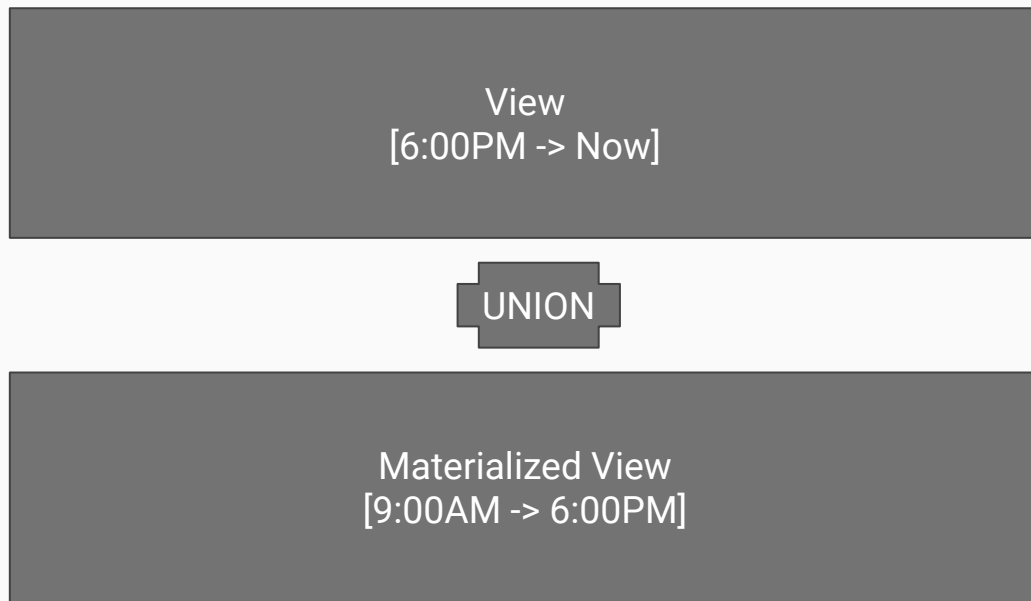 View
[6:00PM -> Now]
UNION
Materialized View
[9:00AM -> 6:00PM]